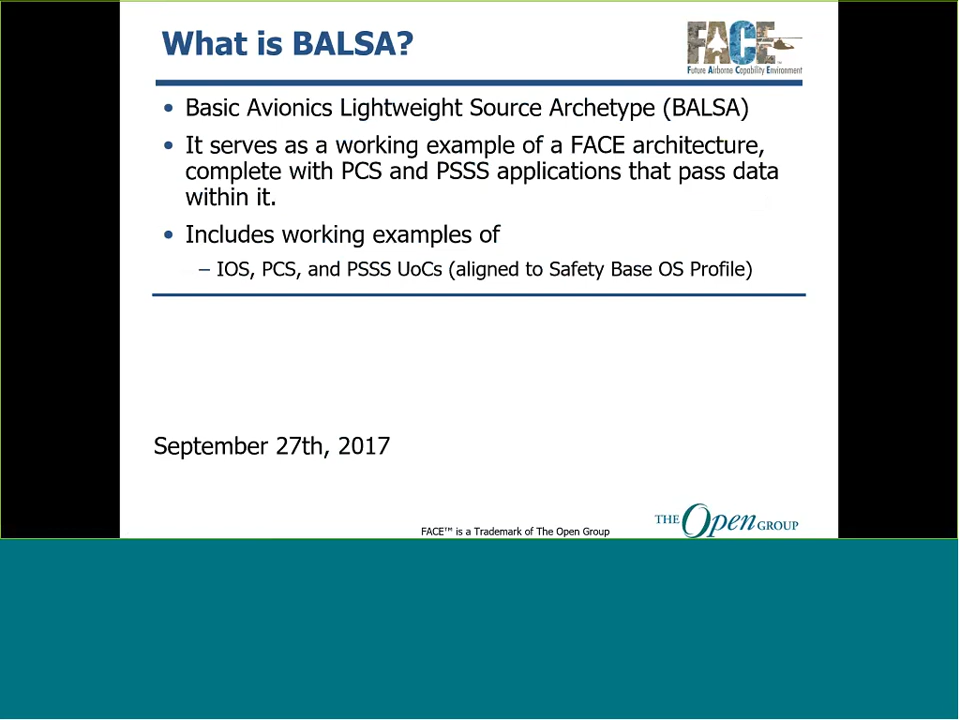 What is BALSA?
FACE
™
Future Airborne Capability Environment
• Basic Avionics Lightweight Source Archetype (BALSA)
• It serves as a working example of a FACE architecture,
complete with PCS and PSSS applications that pass data
within it.
• Includes working examples of
– IOS, PCS, and PSSS UoCs (aligned to Safety Base OS Profile)
September 27th, 2017
FACE™ is a Trademark of The Open Group
THE Open GROUP